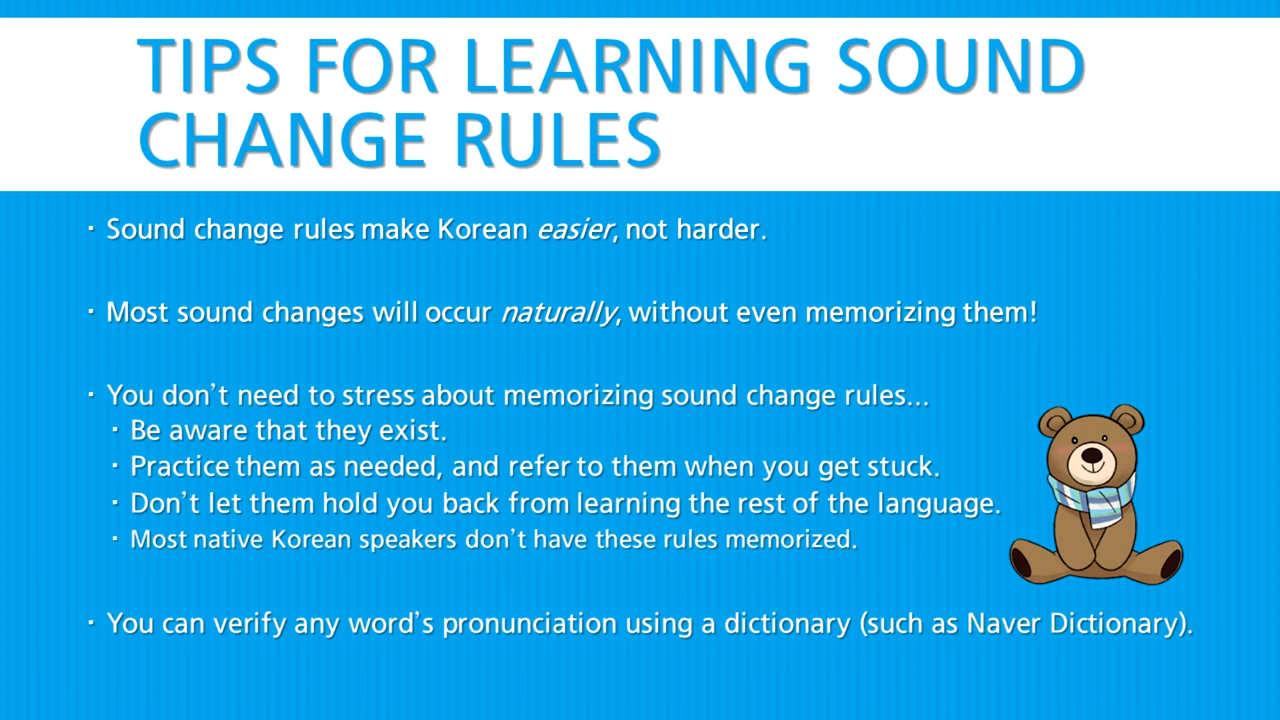 TIPS FOR LEARNING SOUND
CHANGE RULES
· Sound change rules make Korean easier, not harder.
· Most sound changes will occur naturally, without even memorizing them!
· You don’t need to stress about memorizing sound change rules...
· Be aware that they exist.
· Practice them as needed, and refer to them when you get stuck.
· Don’t let them hold you back from learning the rest of the language.
· Most native Korean speakers don’t have these rules memorized.
· You can verify any word’s pronunciation using a dictionary (such as Naver Dictionary).